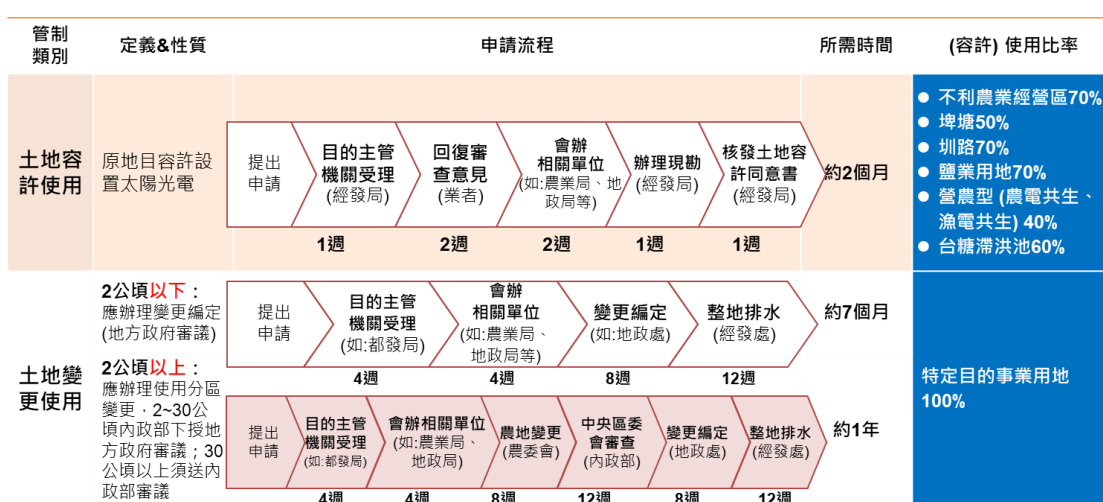 管制
類別
定義&性質
申請流程
所需時間
(容許) 使用比率
土地容
許使用
原地目容許設
置太陽光電
提出
申請
目的主管
機關受理
(經發局)
回復審
查意見
(業者)
會辦
相關單位
(如:農業局、地
政局等)
辦理現勘
(經發局)
核發土地容
許同意書
(經發局)
1週
2週
2週
1週
1週
約2個月
不利農業經營區70%
埤塘50%
圳路70%
鹽業用地70%
營農型 (農電共生、
漁電共生) 40%
台糖滯洪池60%
土地變
更使用
2公頃以下：
應辦理變更編定
(地方政府審議)
提出
申請
目的主管
機關受理
(如:都發局)
會辦
相關單位
(如:農業局、
地政局等)
變更編定
(如:地政處)
整地排水
(經發處)
4週
4週
8週
12週
約7個月
2公頃以上：
應辦理使用分區
變更，2~30公
頃內政部下授地
方政府審議；30
公頃以上須送內
政部審議
提出
申請
目的主管
機關受理
(如:都發局)
會辦相關單位
(如:農業局、
地政局)
農地變更
(農委會)
中央區委
會審查
(內政部)
變更編定
(地政處)
整地排水
(經發處)
4週
4週
8週
12週
8週
12週
約1年
特定目的事業用地
100%